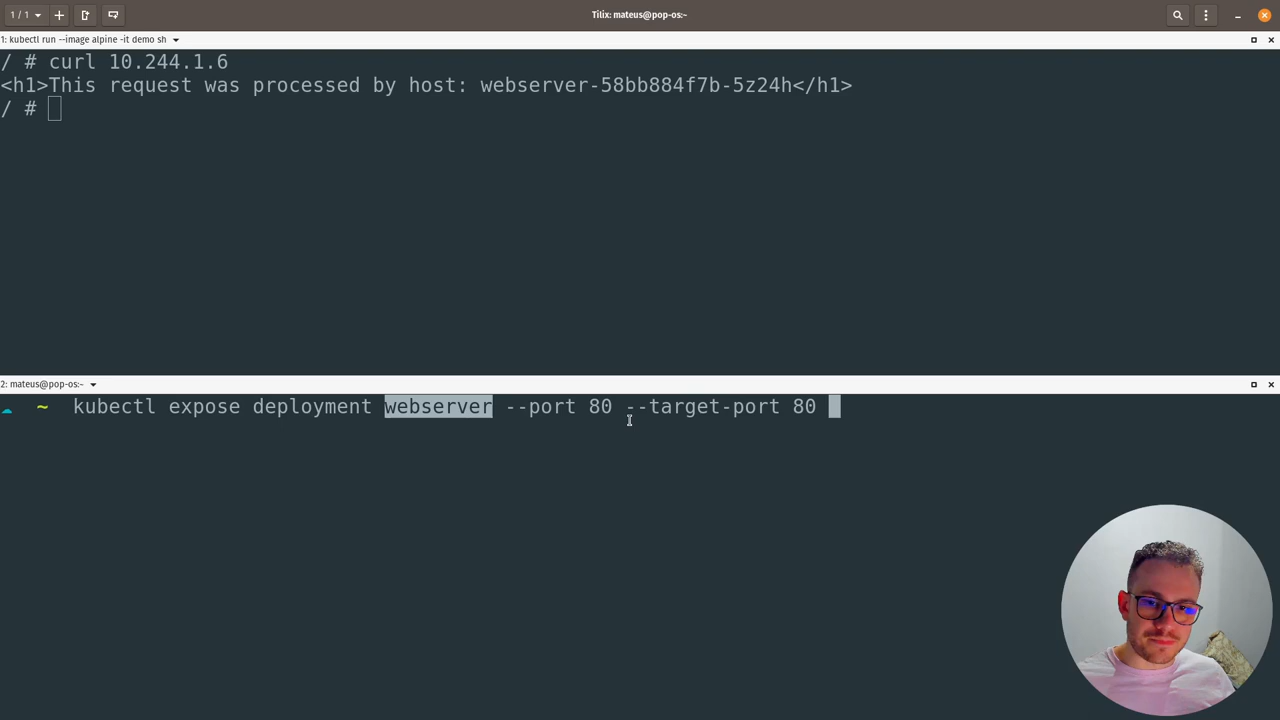 1 / 1
Tilix: mateus@pop-os:~
1: kubectl run --image alpine -it demo sh
/ # curl 10.244.1.6
<h1>This request was processed by host: webserver-58bb884f7b-5z24h</h1>
/ #
2: mateus@pop-os:~
~ kubectl expose deployment webserver --port 80 --target-port 80